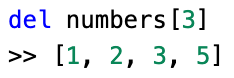 del numbers[3]
>> [1, 2, 3, 5]